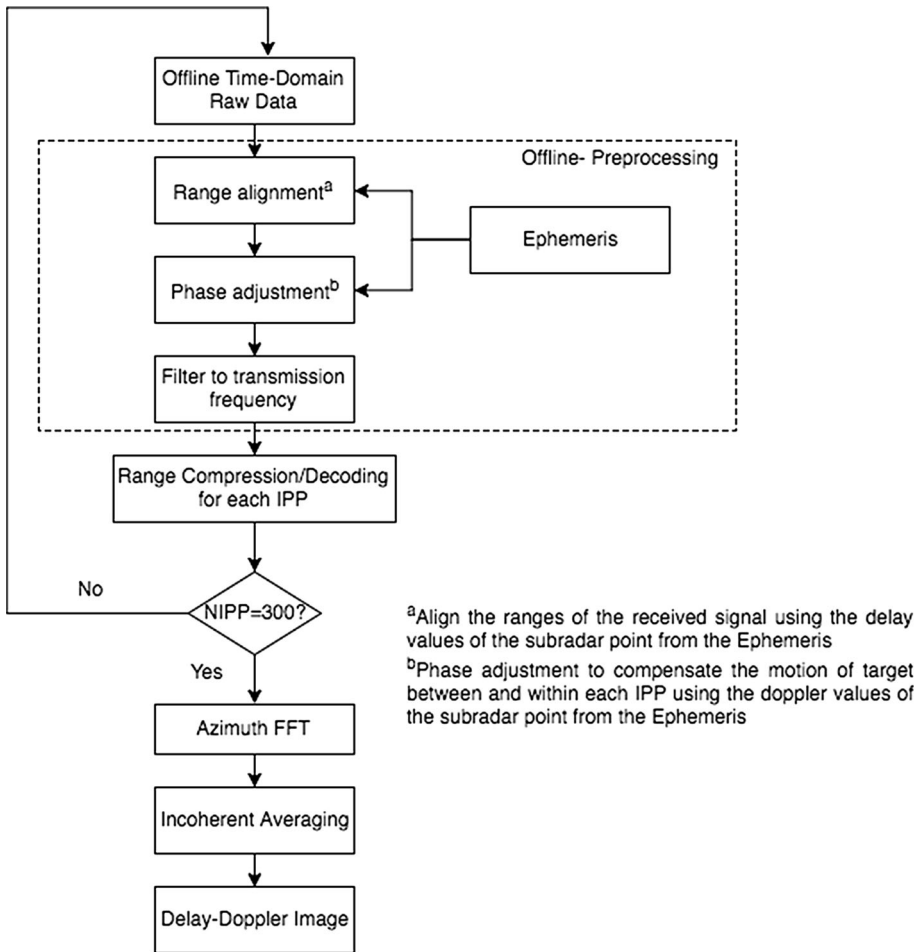 Offline Time-Domain
Raw Data
Offline- Preprocessing
Range alignmentᵃ
Ephemeris
Phase adjustmentᵇ
Filter to transmission
frequency
Range Compression/Decoding
for each IPP
No
NIPP=300?
Yes
Azimuth FFT
Incoherent Averaging
Delay-Doppler Image
ᵃAlign the ranges of the received signal using the delay
values of the subradar point from the Ephemeris
ᵇPhase adjustment to compensate the motion of target
between and within each IPP using the doppler values of
the subradar point from the Ephemeris